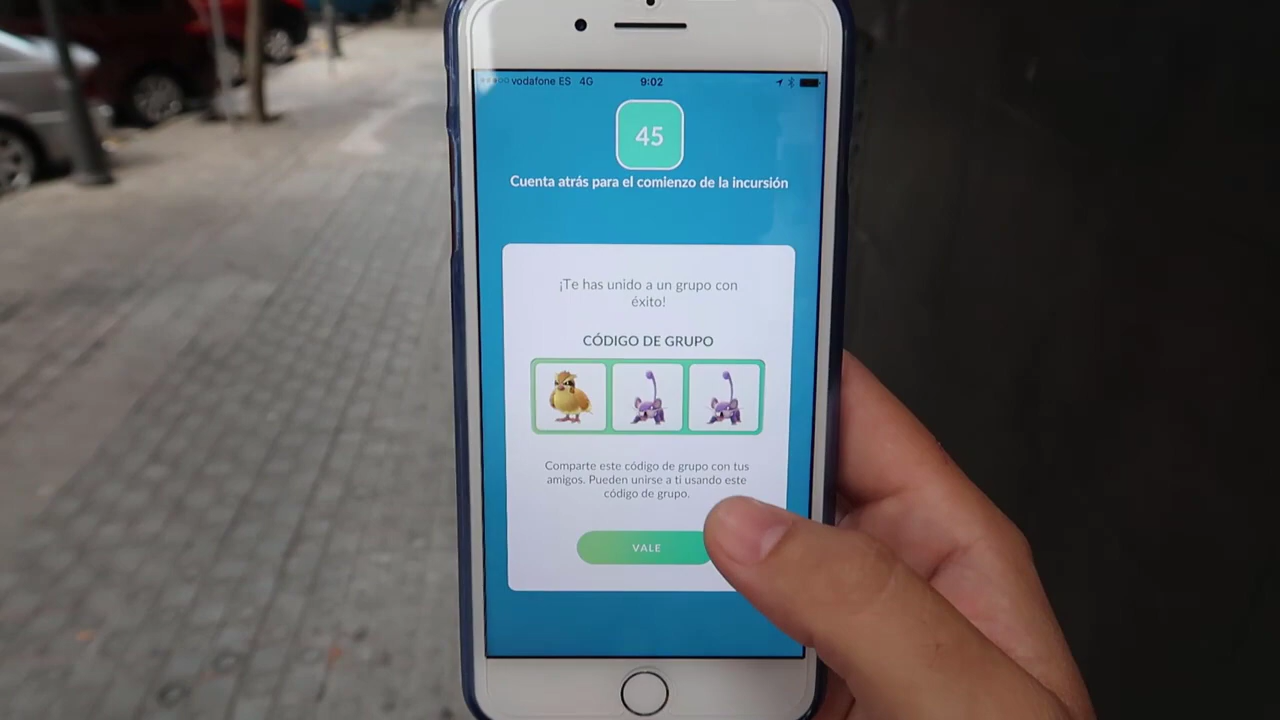 vodafone ES 4G 9:02
45
Cuenta atrás para el comienzo de la incursión
¡Te has unido a un grupo con
éxito!
CÓDIGO DE GRUPO
Comparte este código de grupo con tus
amigos. Pueden unirse a ti usando este
código de grupo.
VALE